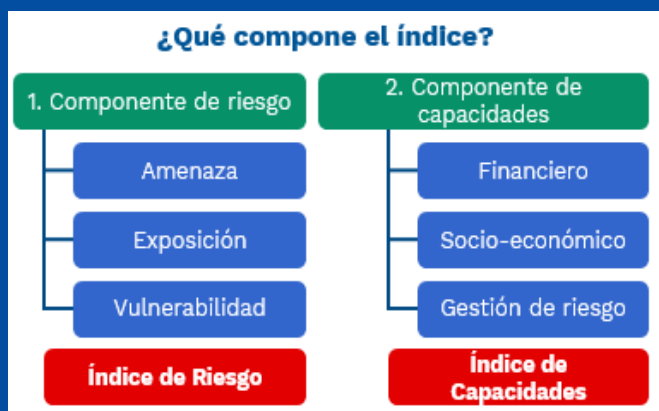 ¿Qué compone el índice?
1. Componente de riesgo
Amenaza
Exposición
Vulnerabilidad
Índice de Riesgo
2. Componente de
capacidades
Financiero
Socio-económico
Gestión de riesgo
Índice de
Capacidades